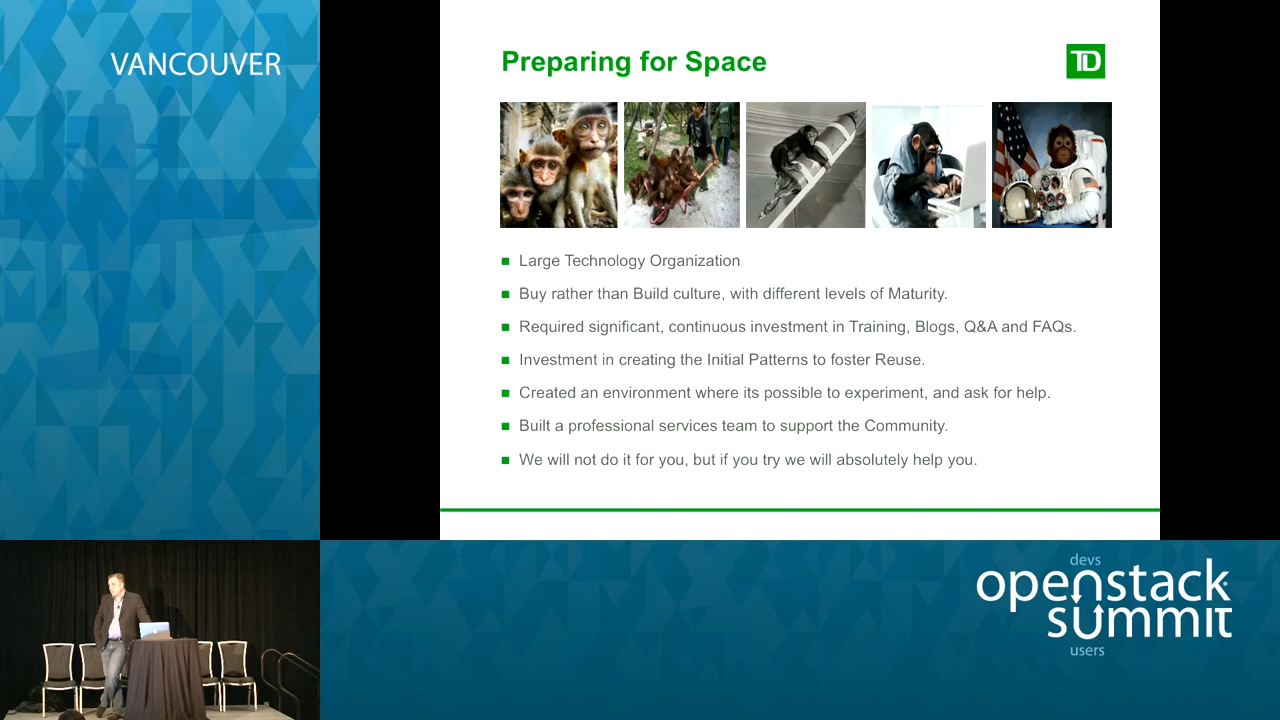 VANCOUVER
Preparing for Space
TD
Large Technology Organization
Buy rather than Build culture, with different levels of Maturity.
Required significant, continuous investment in Training, Blogs, Q&A and FAQs.
Investment in creating the Initial Patterns to foster Reuse.
Created an environment where its possible to experiment, and ask for help.
Built a professional services team to support the Community.
We will not do it for you, but if you try we will absolutely help you.
devs
openstack
summit
users